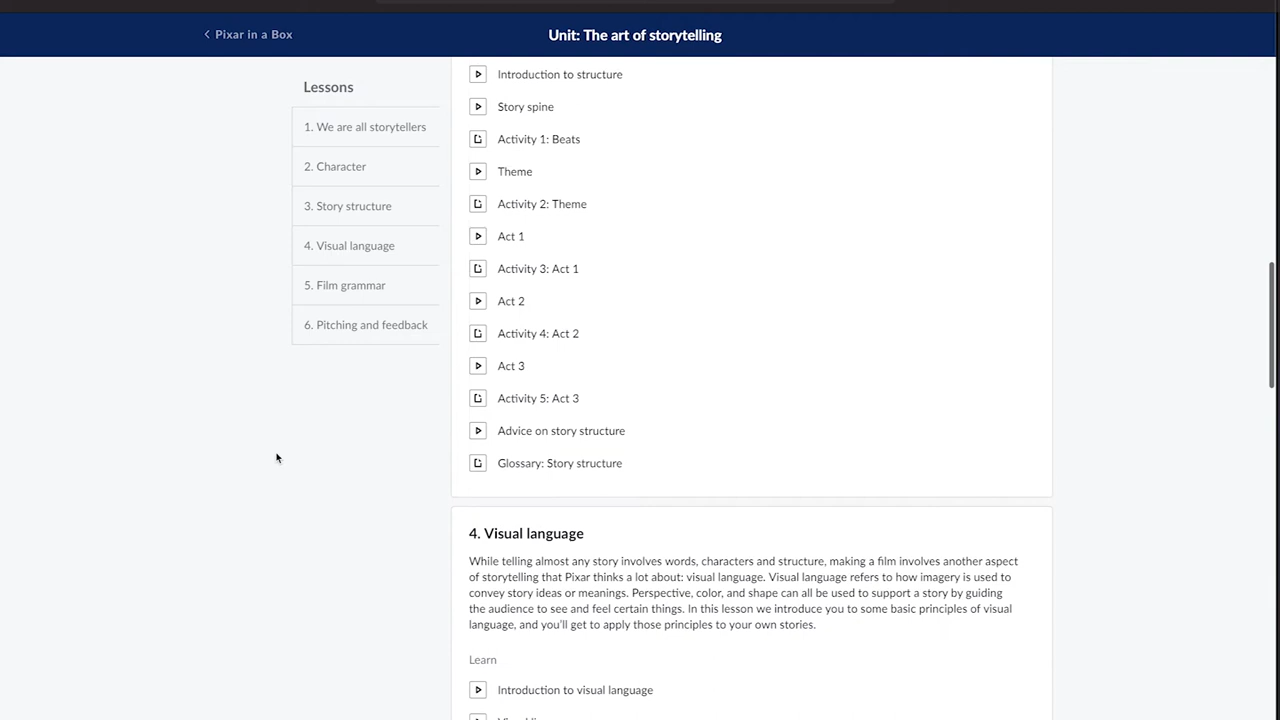 Pixar in a Box
Unit: The art of storytelling
Lessons
1. We are all storytellers
2. Character
3. Story structure
4. Visual language
5. Film grammar
6. Pitching and feedback
Introduction to structure
Story spine
Activity 1: Beats
Theme
Activity 2: Theme
Act 1
Activity 3: Act 1
Act 2
Activity 4: Act 2
Act 3
Activity 5: Act 3
Advice on story structure
Glossary: Story structure
4. Visual language
While telling almost any story involves words, characters and structure, making a film involves another aspect
of storytelling that Pixar thinks a lot about: visual language. Visual language refers to how imagery is used to
convey story ideas or meanings. Perspective, color, and shape can all be used to support a story by guiding
the audience to see and feel certain things. In this lesson we introduce you to some basic principles of visual
language, and you'll get to apply those principles to your own stories.
Learn
Introduction to visual language